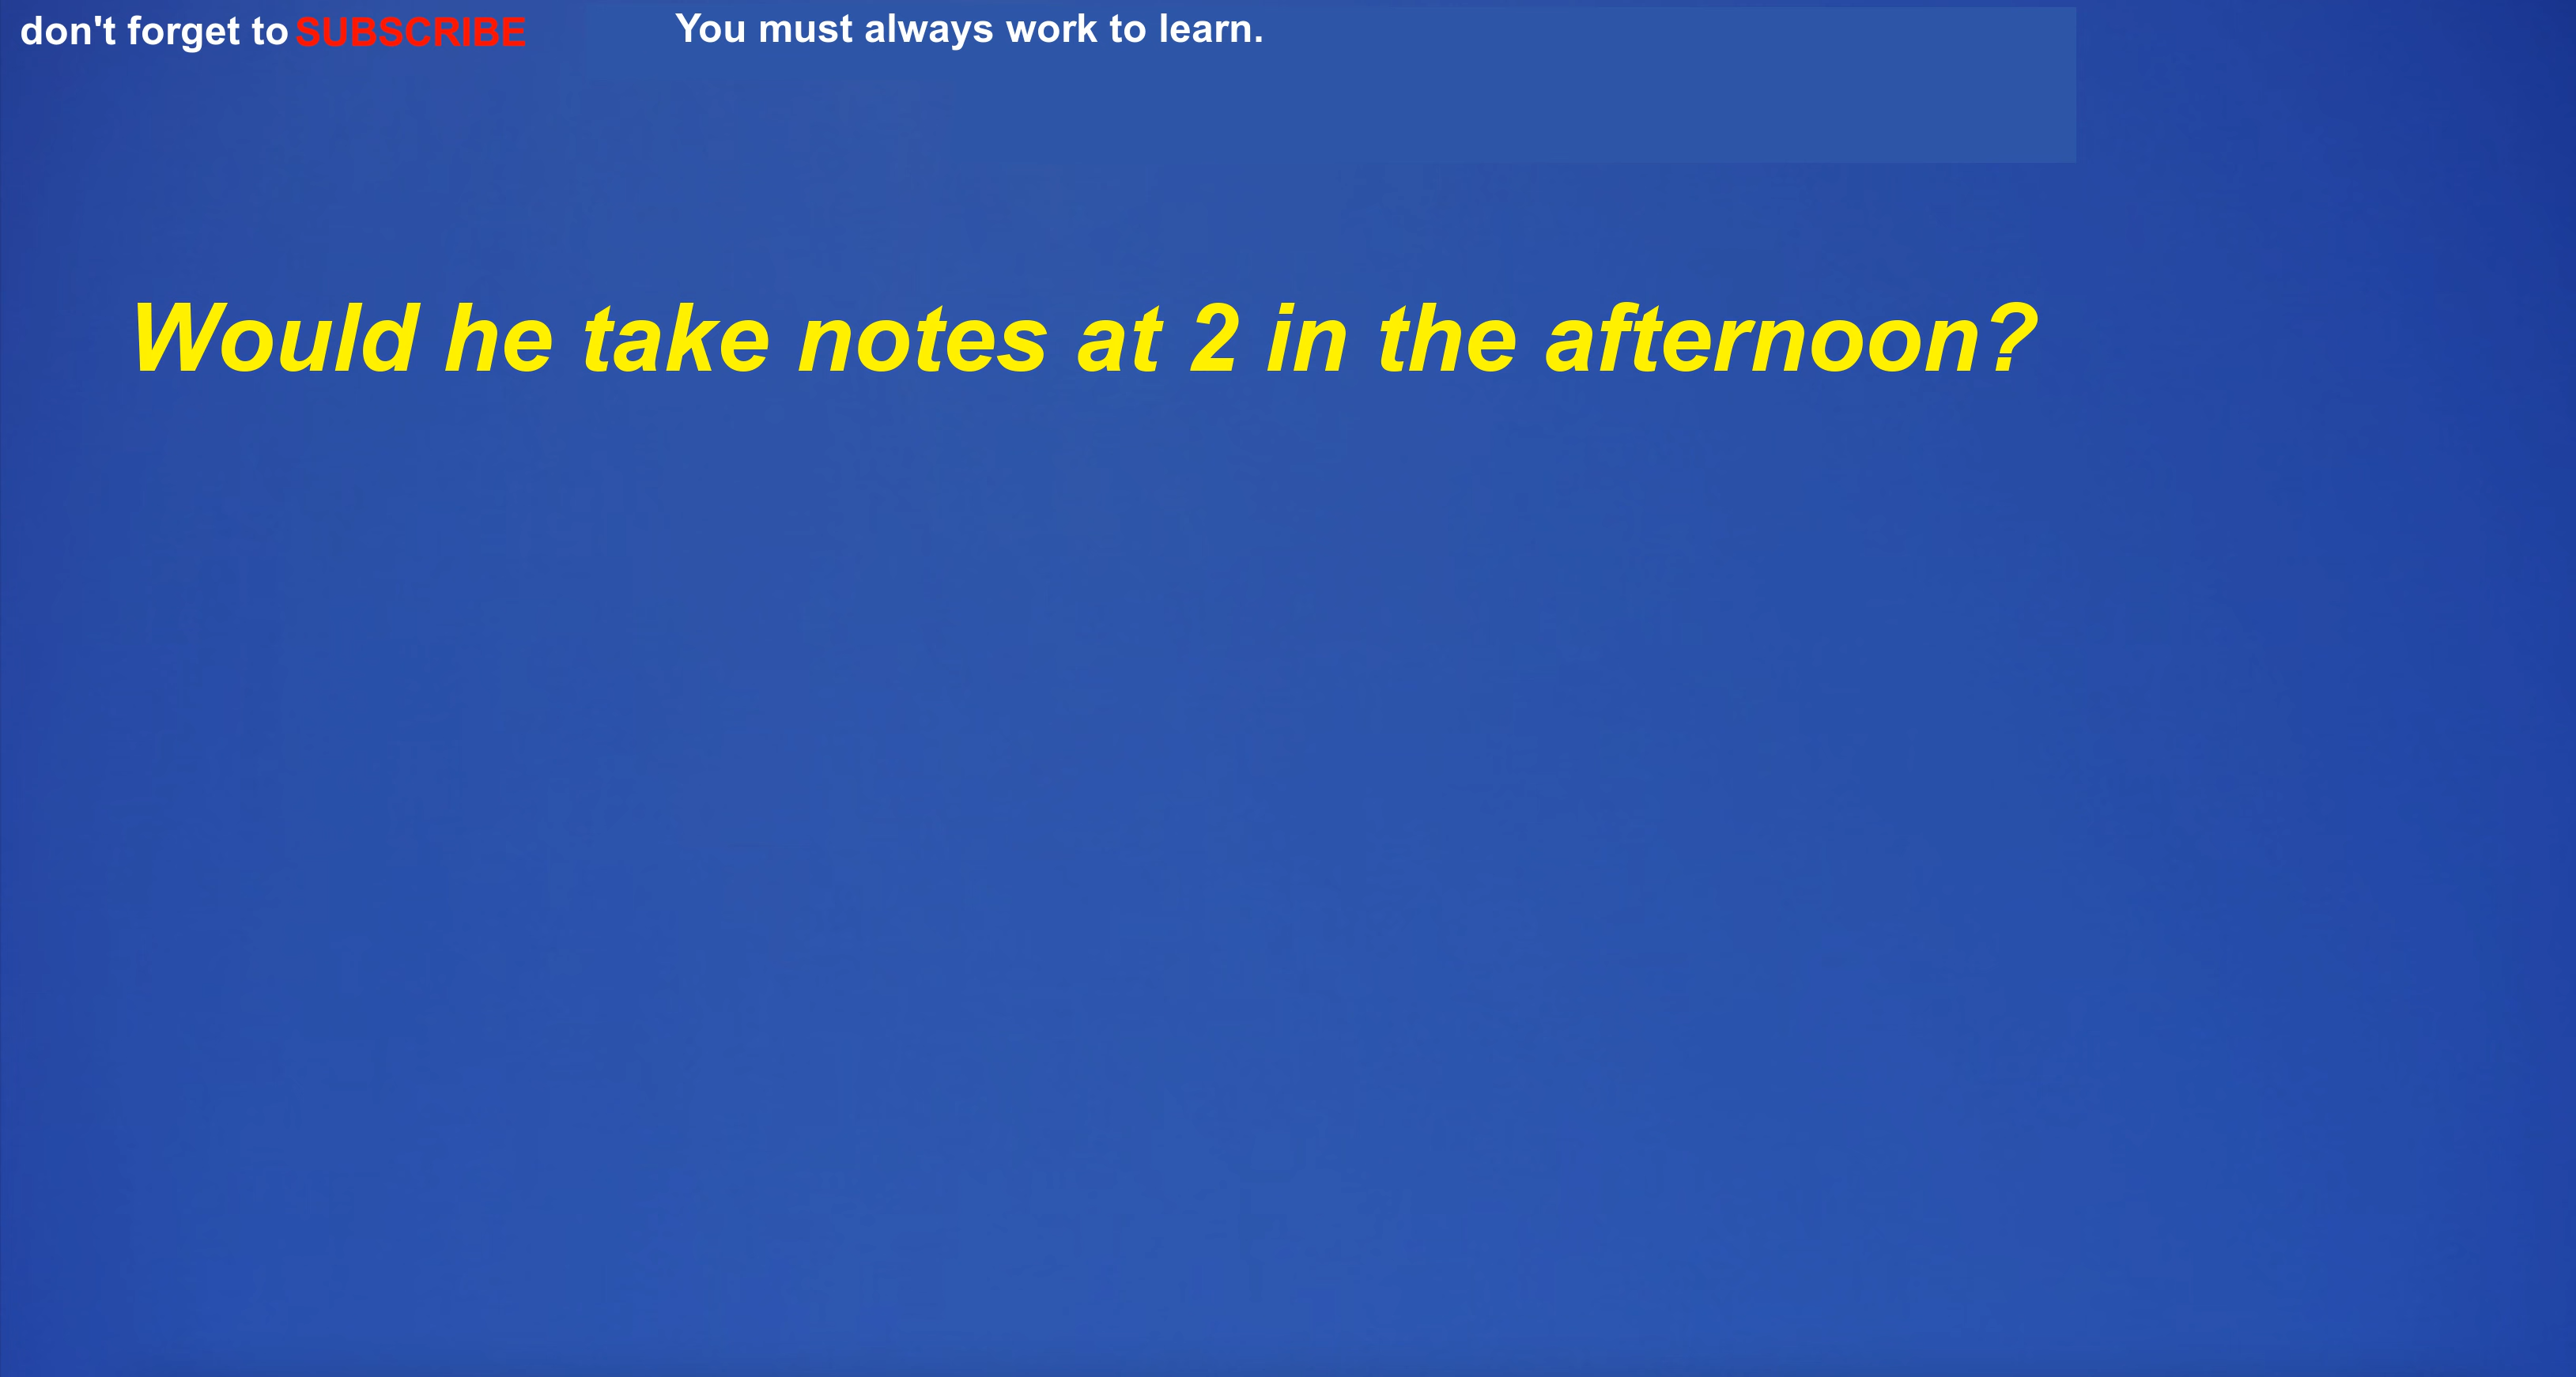 don't forget to SUBSCRIBE
You must always work to learn.
Would he take notes at 2 in the afternoon?